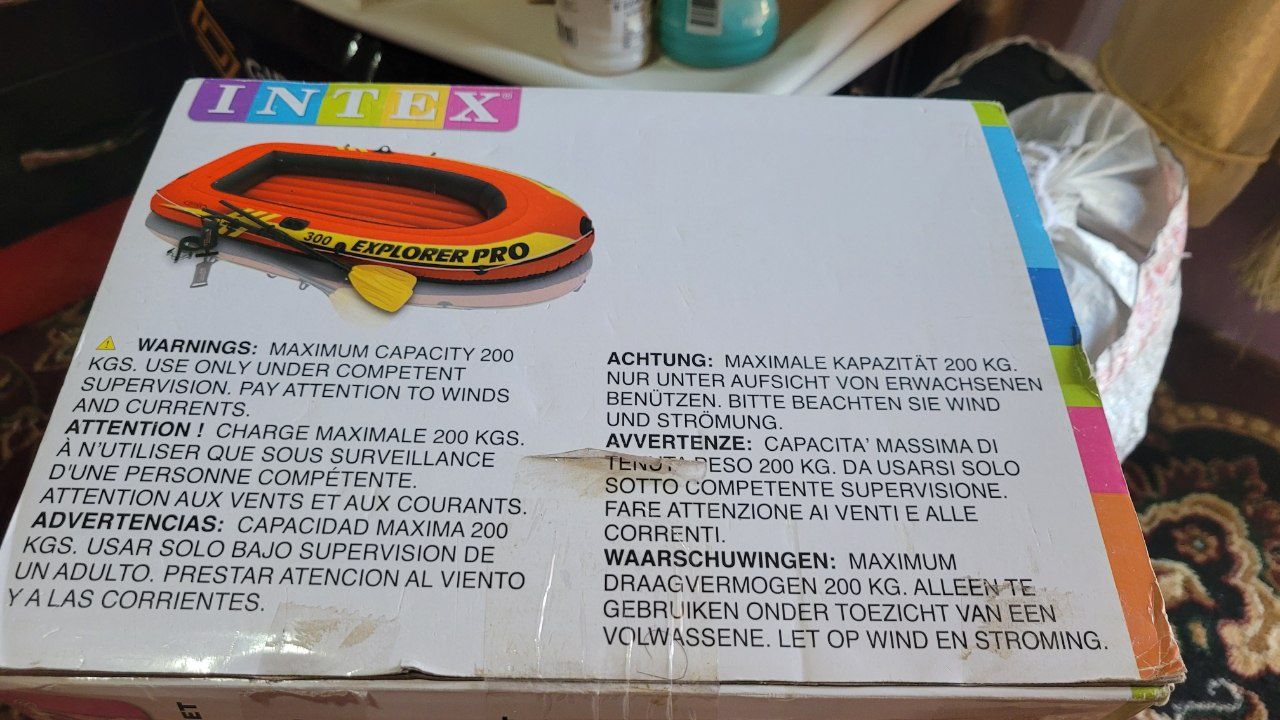 INTEX®
300 EXPLORER PRO
WARNINGS: MAXIMUM CAPACITY 200
KGS. USE ONLY UNDER COMPETENT
SUPERVISION. PAY ATTENTION TO WINDS
AND CURRENTS.
ATTENTION ! CHARGE MAXIMALE 200 KGS.
À N'UTILISER QUE SOUS SURVEILLANCE
D'UNE PERSONNE COMPÉTENTE.
ATTENTION AUX VENTS ET AUX COURANTS.
ADVERTENCIAS: CAPACIDAD MAXIMA 200
KGS. USAR SOLO BAJO SUPERVISION DE
UN ADULTO. PRESTAR ATENCION AL VIENTO
Y A LAS CORRIENTES.
ACHTUNG: MAXIMALE KAPAZITÄT 200 KG.
NUR UNTER AUFSICHT VON ERWACHSENEN
BENÜTZEN. BITTE BEACHTEN SIE WIND
UND STRÖMUNG.
AVVERTENZE: CAPACITA' MASSIMA DI
200 KG. DA USARSI SOLO
SOTTO COMPETENTE SUPERVISIONE.
FARE ATTENZIONE AI VENTI E ALLE
CORRENTI.
WAARSCHUWINGEN: MAXIMUM
DRAAGVERMOGEN 200 KG. ALLEEN TE
GEBRUIKEN ONDER TOEZICHT VAN EEN
VOLWASSENE. LET OP WIND EN STROMING.